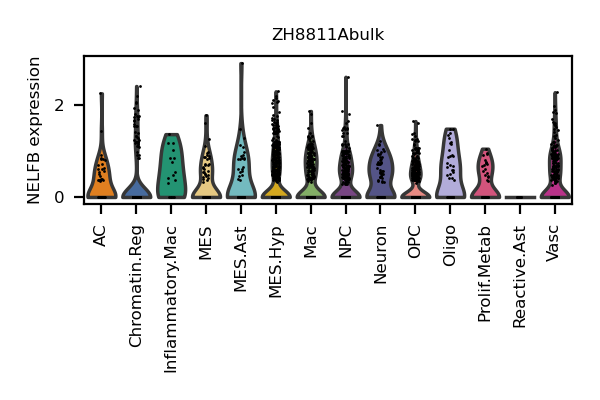 ZH8811Abulk
NELFB expression
2
0
AC
Chromatin.Reg
Inflammatory.Mac
MES
MES.Ast
MES.Hyp
Mac
NPC
Neuron
OPC
Oligo
Prolif.Metab
Reactive.Ast
Vasc